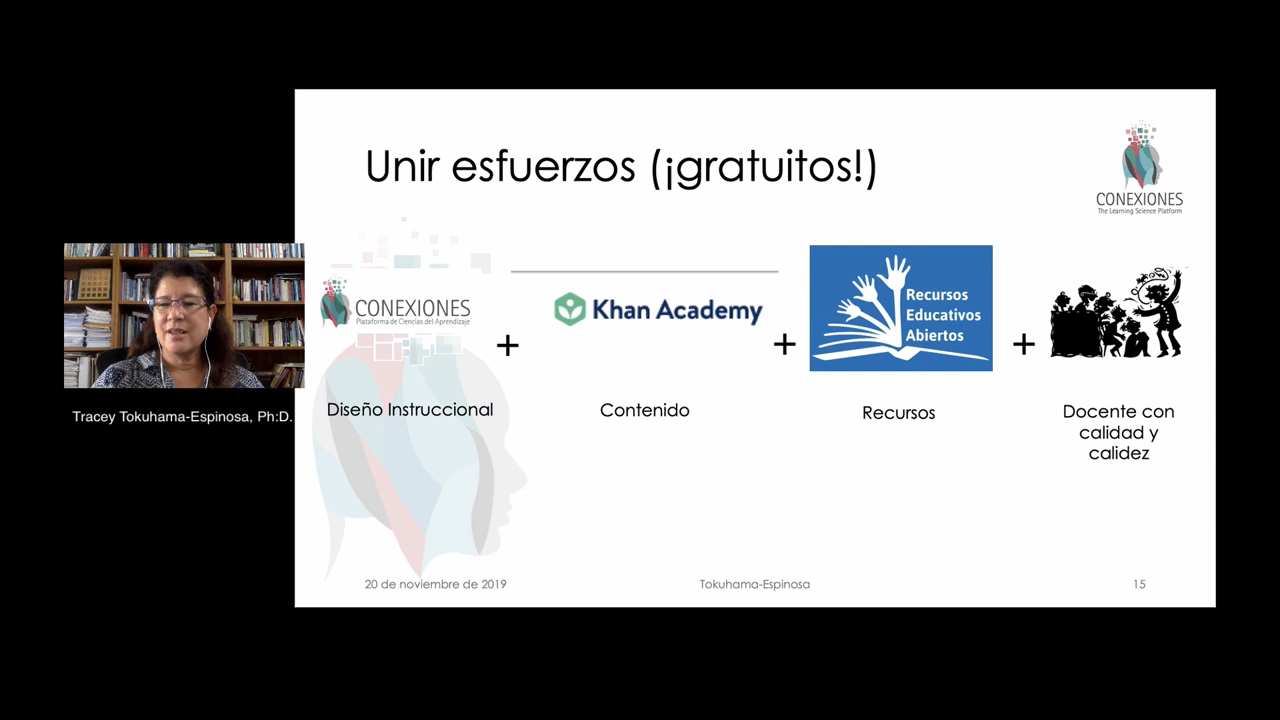 Unir esfuerzos (¡gratuitos!)
CONEXIONES
The Learning Science Platform
CONEXIONES
Plataforma de Ciencias del Aprendizaje
+
Khan Academy
+
Recursos
Educativos
Abiertos
+
Diseño Instruccional
Contenido
Recursos
Docente con
calidad y
calidez
Tracey Tokuhama-Espinosa, Ph:D.
20 de noviembre de 2019
Tokuhama-Espinosa
15